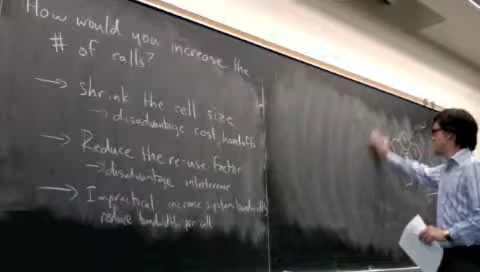 How would you increase the
# of calls?
→ Shrink the cell size
→ disadvantage cost, handoffs
→ Reduce the re-use factor
→ disadvantage interference
→ Impractical increase system bandwidth
reduce bandwidth per call